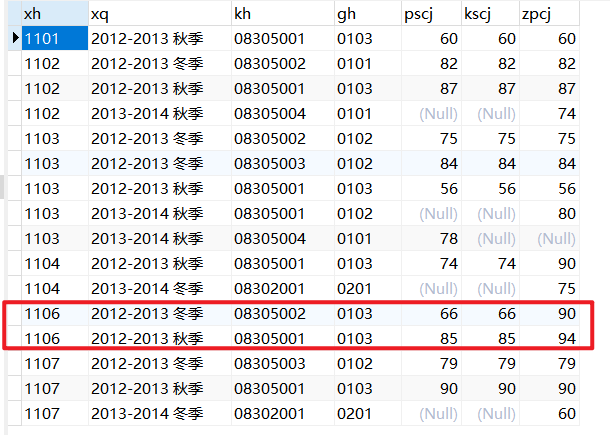 xh xq kh gh pscj kscj zpcj
1101 2012-2013 秋季 08305001 0103 60 60 60
1102 2012-2013 冬季 08305002 0101 82 82 82
1102 2012-2013 秋季 08305001 0103 87 87 87
1102 2013-2014 秋季 08305004 0101 (Null) (Null) 74
1103 2012-2013 冬季 08305002 0102 75 75 75
1103 2012-2013 冬季 08305003 0102 84 84 84
1103 2012-2013 秋季 08305001 0103 56 56 56
1103 2013-2014 秋季 08305001 0102 (Null) (Null) 80
1103 2013-2014 秋季 08305004 0101 78 (Null) (Null)
1104 2012-2013 秋季 08305001 0103 74 74 90
1104 2013-2014 冬季 08302001 0201 (Null) (Null) 75
1106 2012-2013 冬季 08305002 0103 66 66 90
1106 2012-2013 秋季 08305001 0103 85 85 94
1107 2012-2013 冬季 08305003 0102 79 79 79
1107 2012-2013 秋季 08305001 0103 90 90 90
1107 2013-2014 冬季 08302001 0201 (Null) (Null) 60